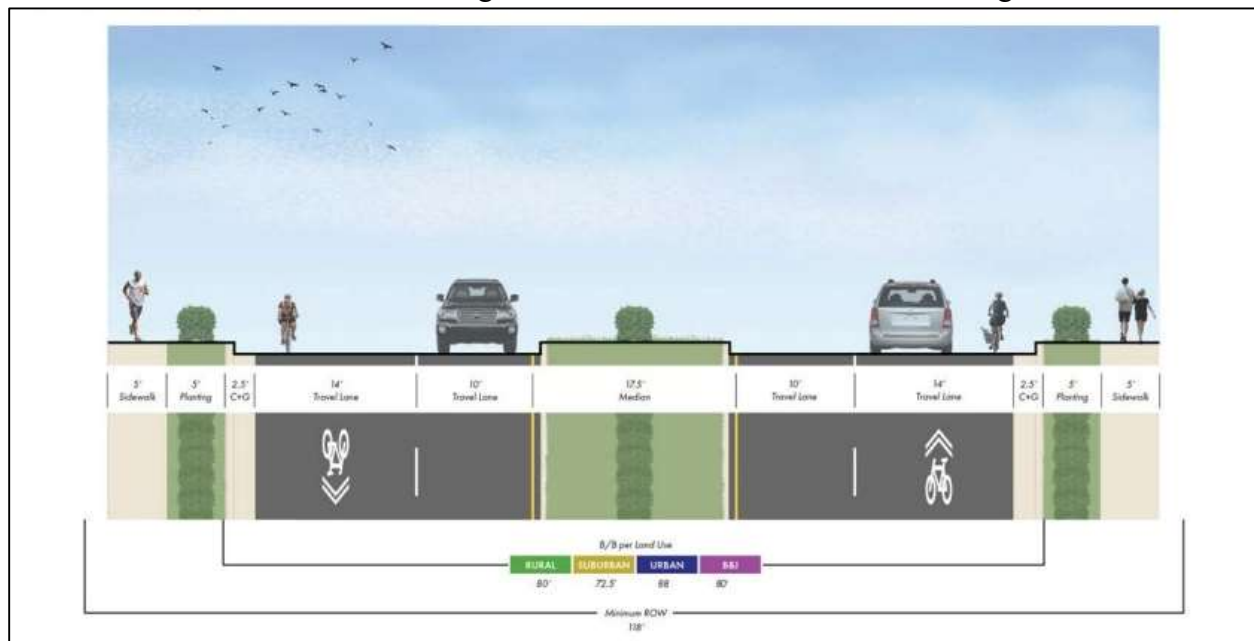 5' Sidewalk
5' Planting
2.5' C+G
14' Travel Lane
10' Travel Lane
17.5' Median
10' Travel Lane
14' Travel Lane
2.5' C+G
5' Planting
5' Sidewalk
B/B per Land Use
RURAL SUBURBAN URBAN B&I
80' 72.5' 88 80'
Minimum ROW
118'